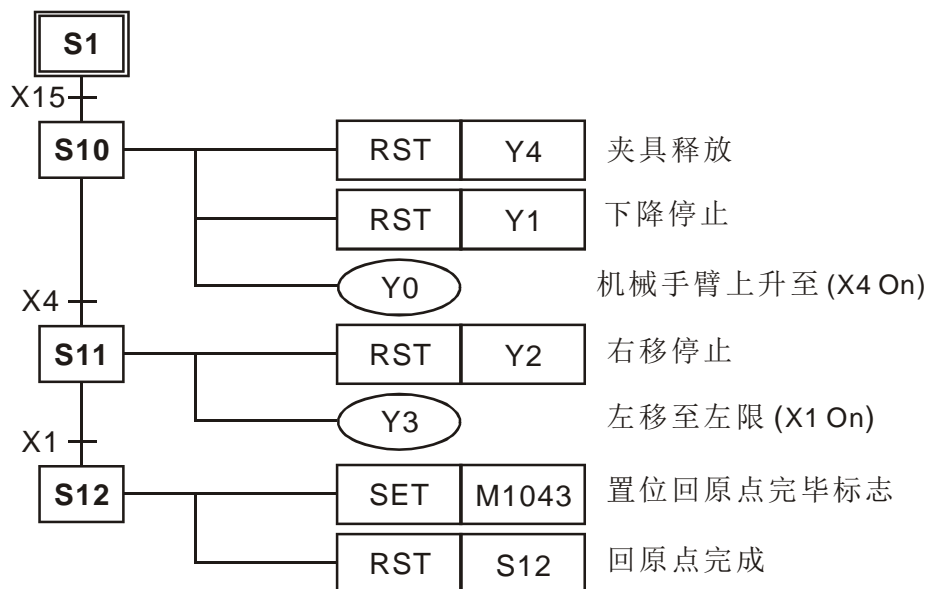 S1
X15
S10 RST Y4 夹具释放
RST Y1 下降停止
Y0 机械手臂上升至 (X4 On)
X4
S11 RST Y2 右移停止
Y3 左移至左限 (X1 On)
X1
S12 SET M1043 置位回原点完毕标志
RST S12 回原点完成